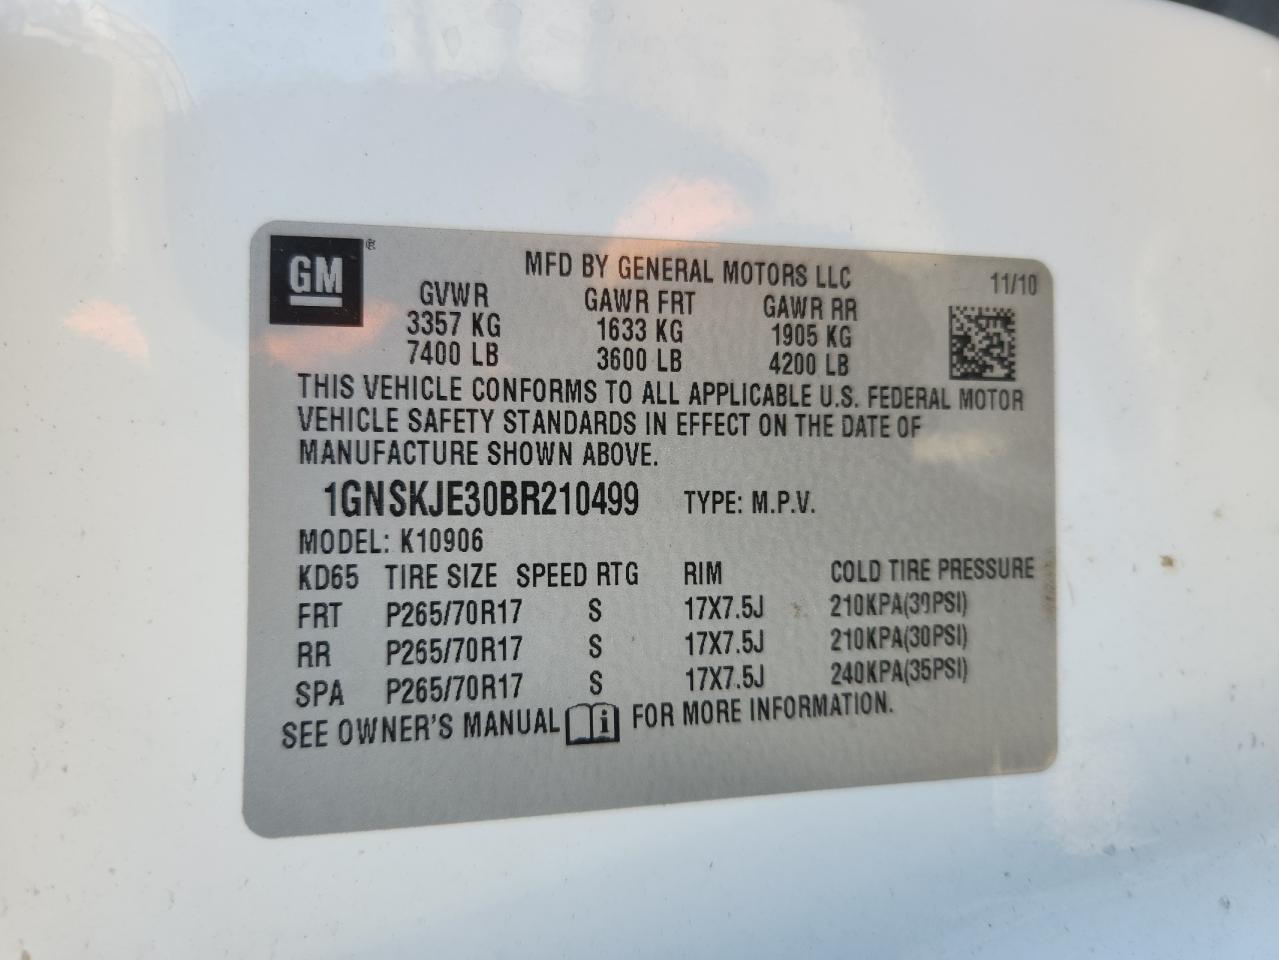 GM ®
MFD BY GENERAL MOTORS LLC 11/10
GVWR GAWR FRT GAWR RR
3357 KG 1633 KG 1905 KG
7400 LB 3600 LB 4200 LB
THIS VEHICLE CONFORMS TO ALL APPLICABLE U.S. FEDERAL MOTOR
VEHICLE SAFETY STANDARDS IN EFFECT ON THE DATE OF
MANUFACTURE SHOWN ABOVE.
1GNSKJE30BR210499 TYPE: M.P.V.
MODEL: K10906
KD65 TIRE SIZE SPEED RTG RIM COLD TIRE PRESSURE
FRT P265/70R17 S 17X7.5J 210KPA(30PSI)
RR P265/70R17 S 17X7.5J 210KPA(30PSI)
SPA P265/70R17 S 17X7.5J 240KPA(35PSI)
SEE OWNER'S MANUAL i FOR MORE INFORMATION.